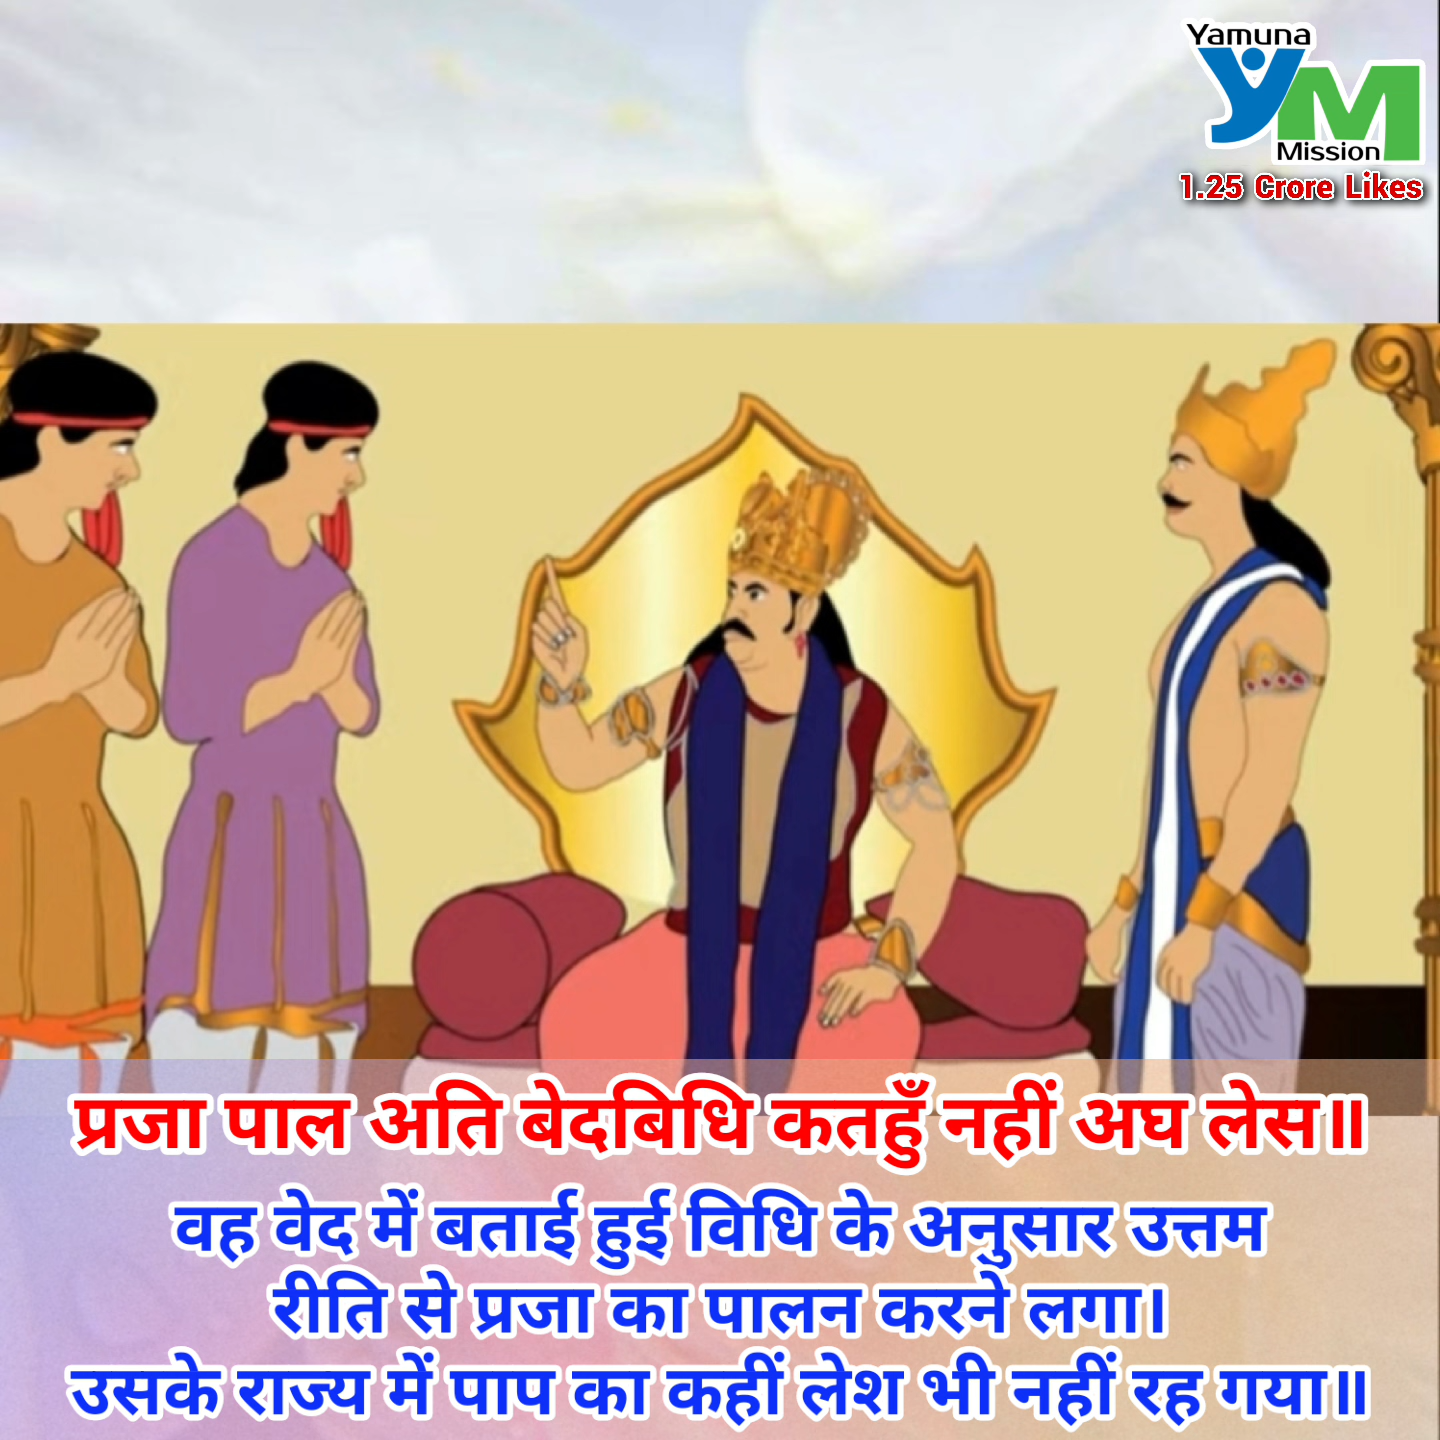 Yamuna
YM
Mission
1.25 Crore Likes
प्रजा पाल अति बेदबिधि कतहुँ नहीं अघ लेस॥
वह वेद में बताई हुई विधि के अनुसार उत्तम
रीति से प्रजा का पालन करने लगा।
उसके राज्य में पाप का कहीं लेश भी नहीं रह गया॥